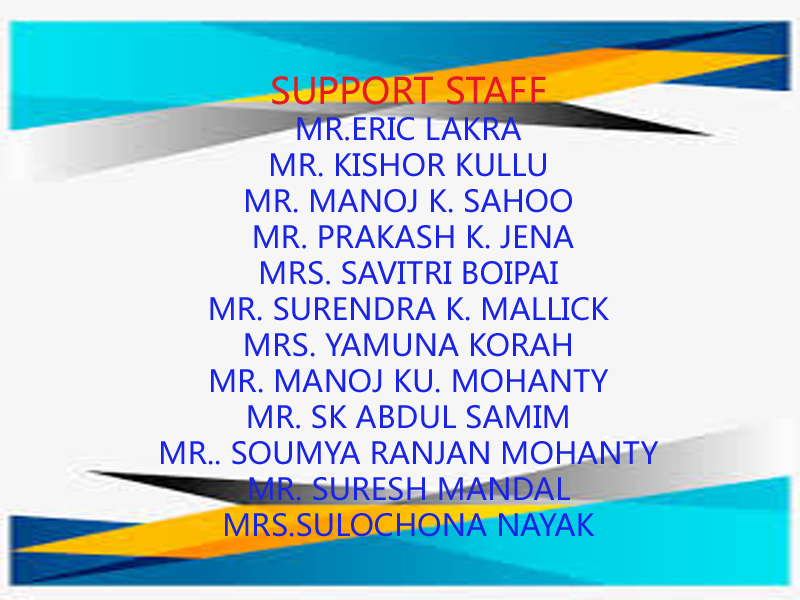 SUPPORT STAFF
MR.ERIC LAKRA
MR. KISHOR KULLU
MR. MANOJ K. SAHOO
MR. PRAKASH K. JENA
MRS. SAVITRI BOIPAI
MR. SURENDRA K. MALLICK
MRS. YAMUNA KORAH
MR. MANOJ KU. MOHANTY
MR. SK ABDUL SAMIM
MR.. SOUMYA RANJAN MOHANTY
MR. SURESH MANDAL
MRS.SULOCHONA NAYAK